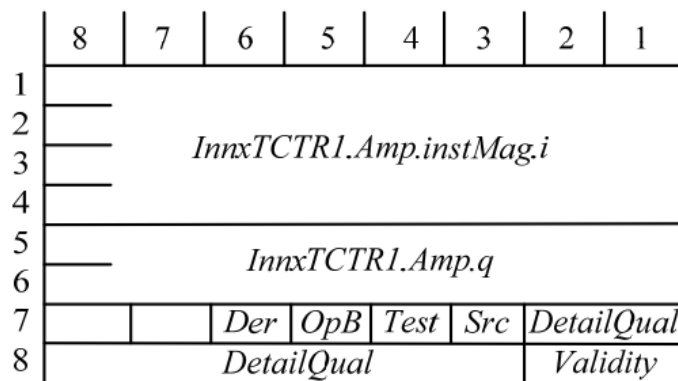 8 7 6 5 4 3 2 1
1
2
InnxTCTR1.Amp.instMag.i
3
4
5
InnxTCTR1.Amp.q
6
7 Der OpB Test Src DetailQual
8 DetailQual Validity